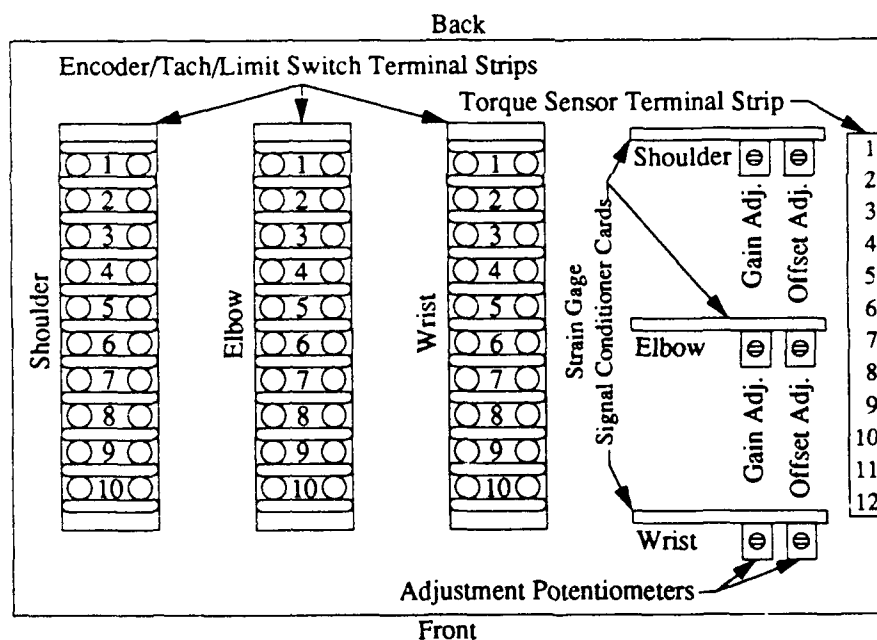 Back
Encoder/Tach/Limit Switch Terminal Strips
Torque Sensor Terminal Strip
Shoulder
1
2
3
4
5
6
7
8
9
10
Elbow
1
2
3
4
5
6
7
8
9
10
Wrist
1
2
3
4
5
6
7
8
9
10
Strain Gage
Signal Conditioner Cards
Shoulder
Gain Adj.
Offset Adj.
Elbow
Gain Adj.
Offset Adj.
Wrist
Adjustment Potentiometers
1
2
3
4
5
6
7
8
9
10
11
12
Front